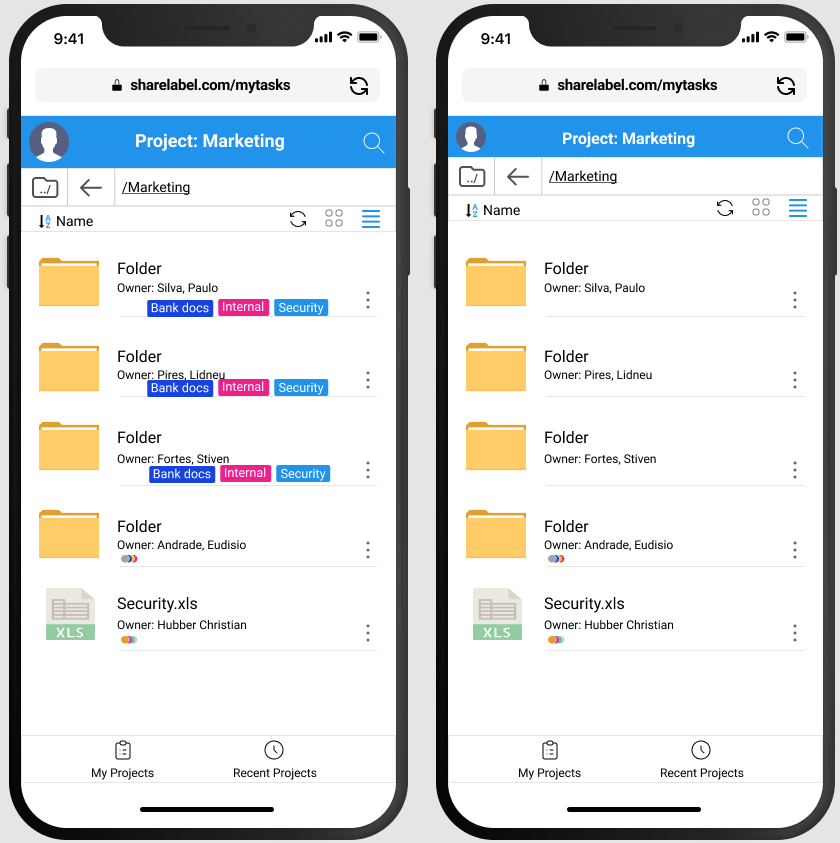 9:41
sharelabel.com/mytasks
Project: Marketing
../
/Marketing
AZ Name
Folder
Owner: Silva, Paulo
Bank docs Internal Security
Folder
Owner: Pires, Lidneu
Bank docs Internal Security
Folder
Owner: Fortes, Stiven
Bank docs Internal Security
Folder
Owner: Andrade, Eudisio
Security.xls
Owner: Hubber Christian
XLS
My Projects Recent Projects
9:41
sharelabel.com/mytasks
Project: Marketing
../
/Marketing
AZ Name
Folder
Owner: Silva, Paulo
Folder
Owner: Pires, Lidneu
Folder
Owner: Fortes, Stiven
Folder
Owner: Andrade, Eudisio
Security.xls
Owner: Hubber Christian
XLS
My Projects Recent Projects